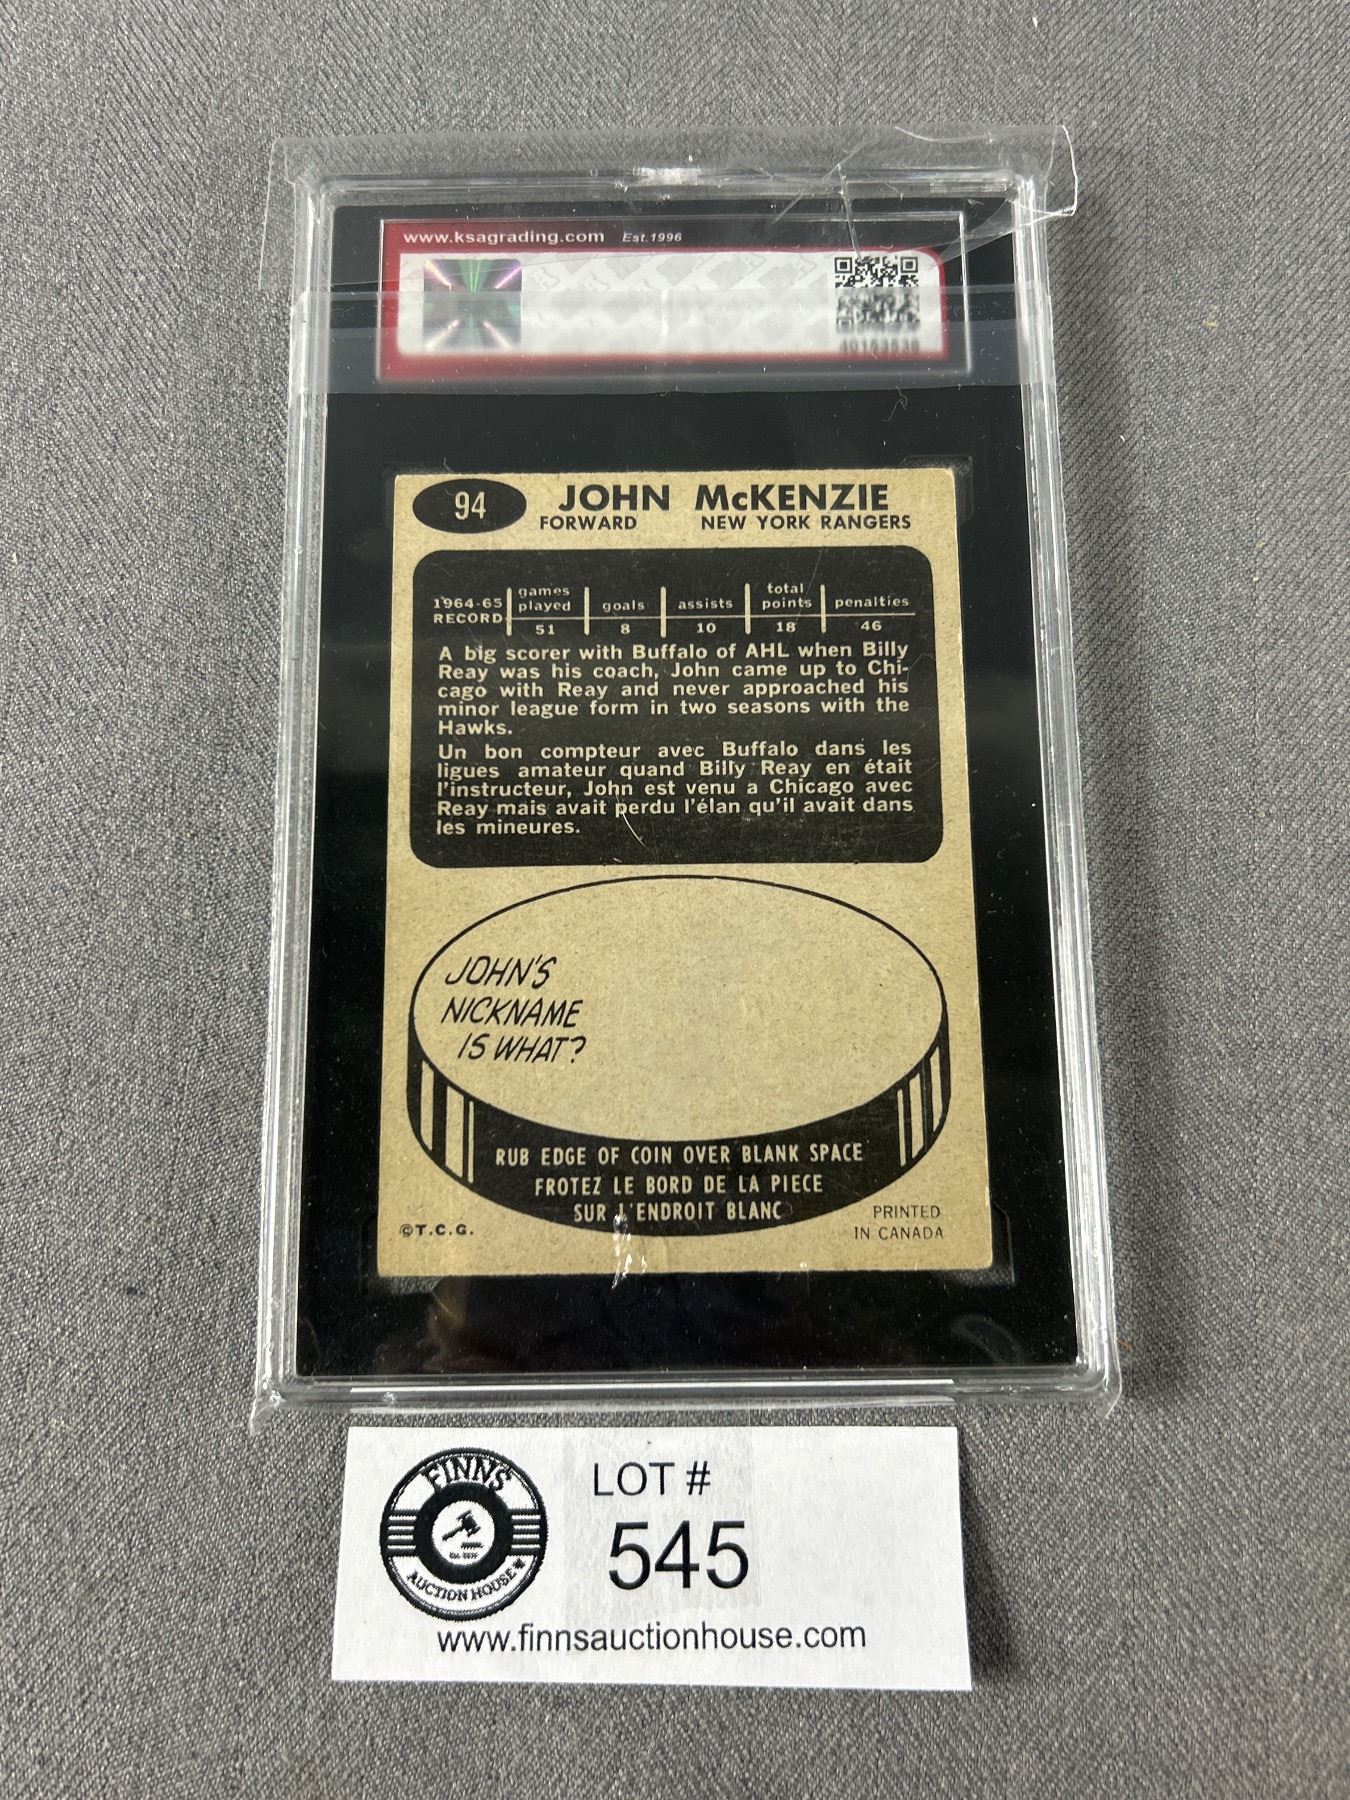 www.ksagrading.com Est.1996
94
JOHN McKENZIE
FORWARD NEW YORK RANGERS
1964-65 RECORD
games played goals assists total points penalties
51 8 10 18 46
A big scorer with Buffalo of AHL when Billy
Reay was his coach, John came up to Chi-
cago with Reay and never approached his
minor league form in two seasons with the
Hawks.
Un bon compteur avec Buffalo dans les
ligues amateur quand Billy Reay en était
l'instructeur, John est venu a Chicago avec
Reay mais avait perdu l'élan qu'il avait dans
les mineures.
JOHN'S
NICKNAME
IS WHAT?
RUB EDGE OF COIN OVER BLANK SPACE
FROTEZ LE BORD DE LA PIECE
SUR L'ENDROIT BLANC
©T.C.G.
PRINTED
IN CANADA
FINNS
AUCTION HOUSE
LOT #
545
www.finnsauctionhouse.com